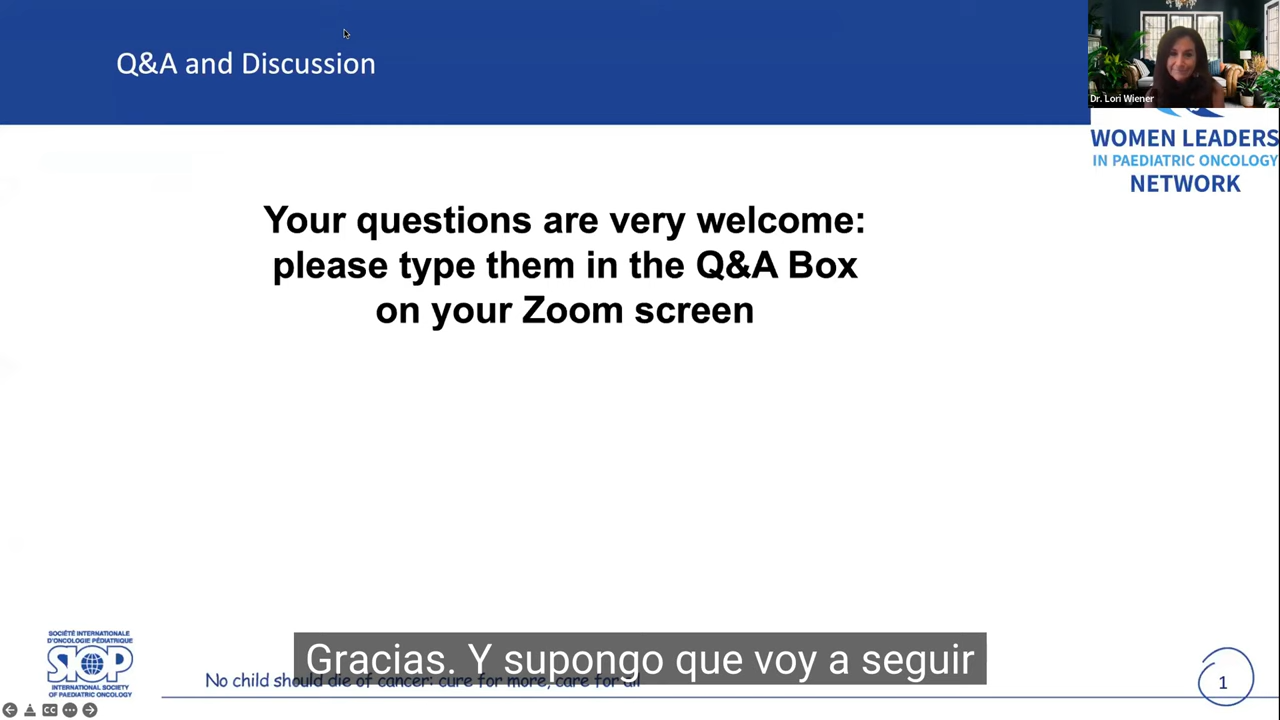 Q&A and Discussion
Dr. Lori Wiener
WOMEN LEADERS
IN PAEDIATRIC ONCOLOGY
NETWORK
Your questions are very welcome:
please type them in the Q&A Box
on your Zoom screen
SOCIÉTÉ INTERNATIONALE
D'ONCOLOGIE PÉDIATRIQUE
SIOP
INTERNATIONAL SOCIETY
OF PAEDIATRIC ONCOLOGY
No child should die of cancer: cure for more, care for all
Gracias. Y supongo que voy a seguir
1
CC